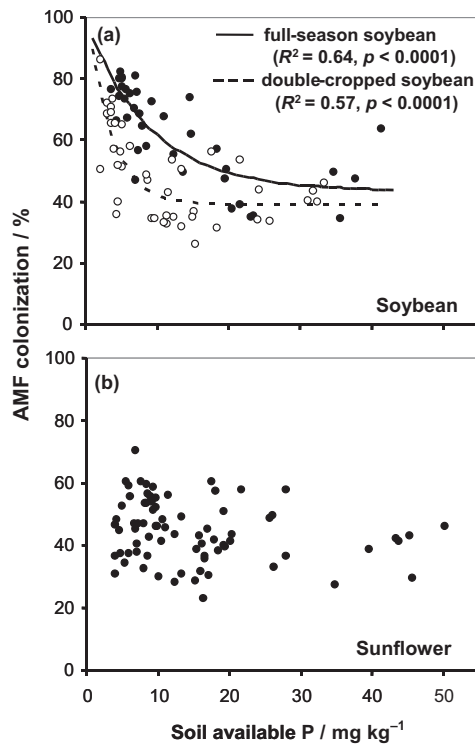 (a)
full-season soybean
(R² = 0.64, p < 0.0001)
double-cropped soybean
(R² = 0.57, p < 0.0001)
100
80
60
40
20
0
Soybean
AMF colonization / %
(b)
100
80
60
40
20
0
Sunflower
0 10 20 30 40 50
Soil available P / mg kg⁻¹